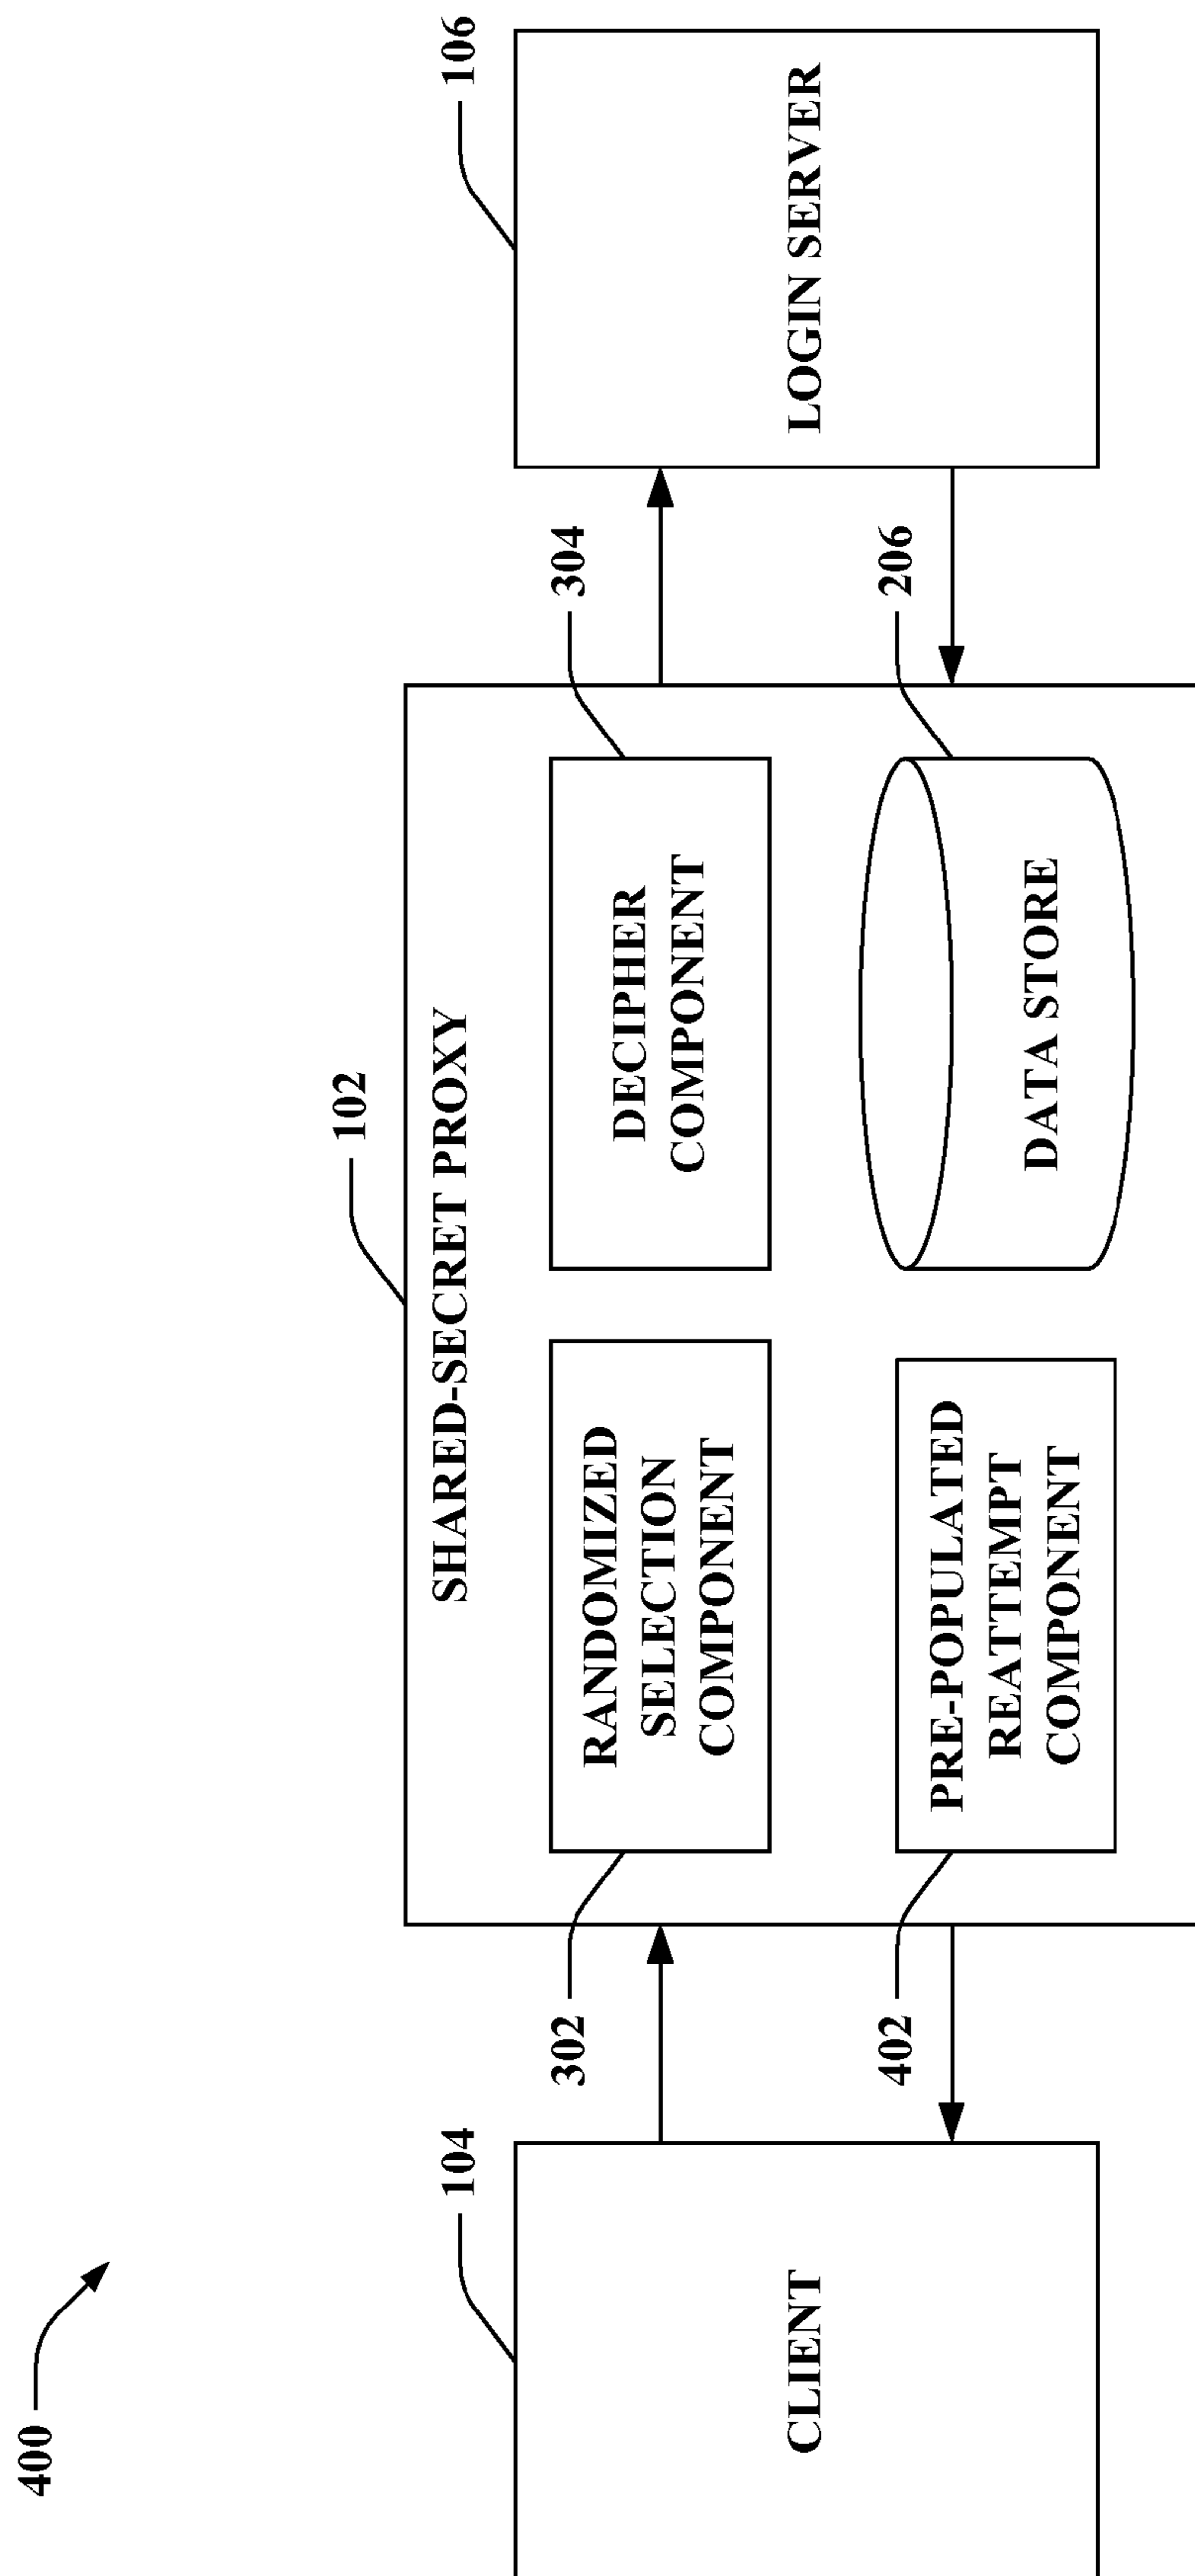 400
102
104
106
SHARED-SECRET PROXY
302
304
RANDOMIZED
SELECTION
COMPONENT
DECIPHER
COMPONENT
CLIENT
LOGIN SERVER
402
206
PRE-POPULATED
REATTEMPT
COMPONENT
DATA STORE